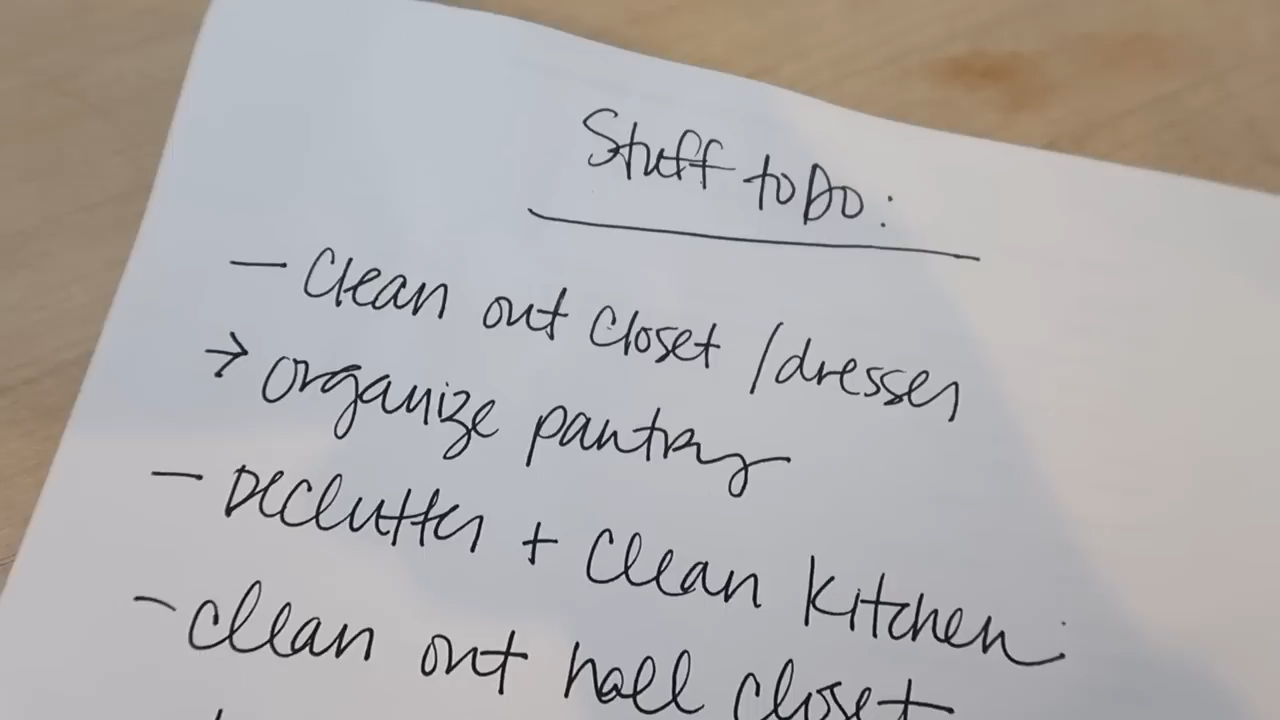 Stuff to Do:
- Clean out closet / dresser
→ organize pantry
- Declutter + Clean Kitchen
- clean out hall closet